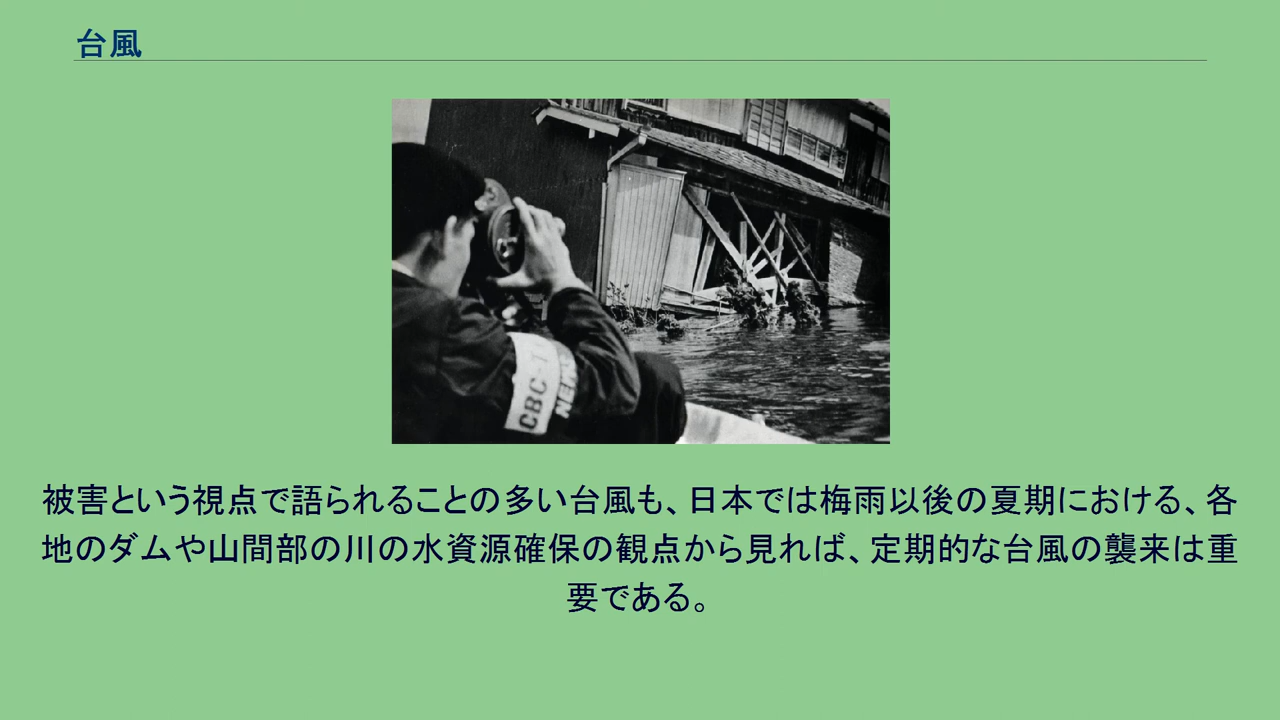 台風
CBC-T
NEWS
被害という視点で語られることの多い台風も、日本では梅雨以後の夏期における、各
地のダムや山間部の川の水資源確保の観点から見れば、定期的な台風の襲来は重
要である。